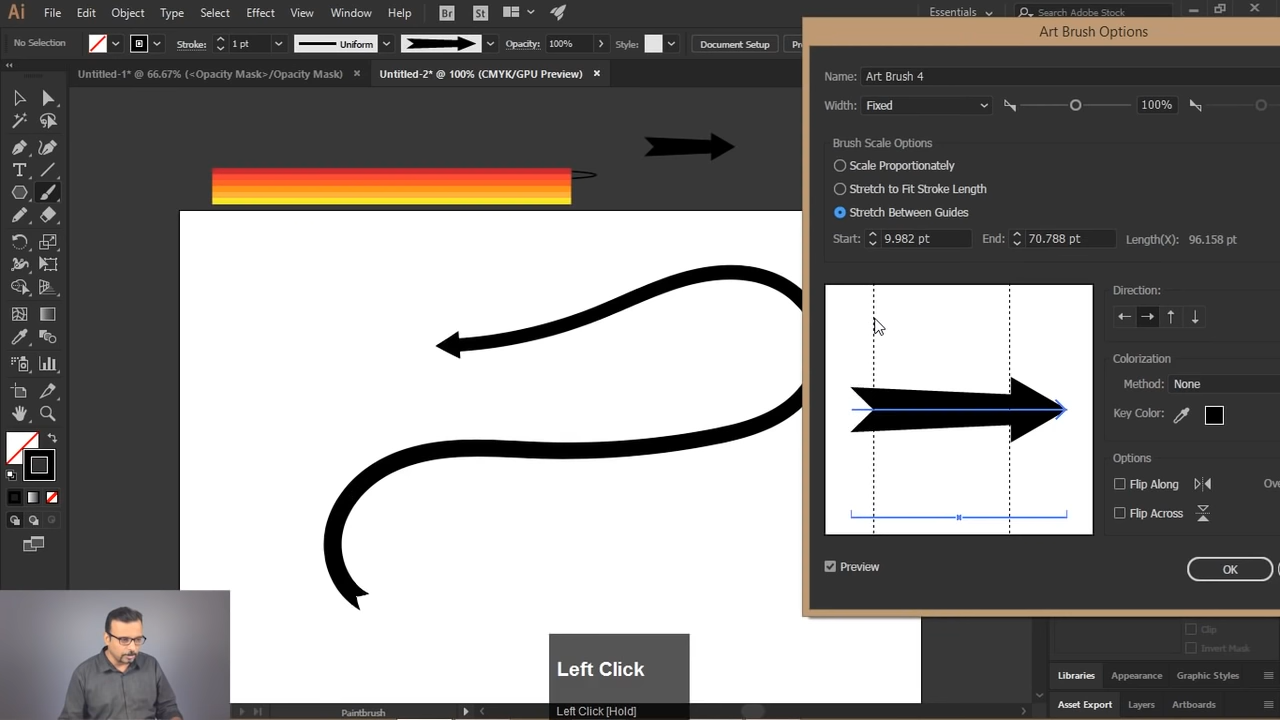 Ai File Edit Object Type Select Effect View Window Help Br St Essentials Search Adobe Stock
No Selection Stroke: 1 pt Uniform Opacity: 100% Style: Document Setup
Untitled-1* @ 66.67% (<Opacity Mask>/Opacity Mask) × Untitled-2* @ 100% (CMYK/GPU Preview) ×
Art Brush Options
Name: Art Brush 4
Width: Fixed 100%
Brush Scale Options
Scale Proportionately
Stretch to Fit Stroke Length
Stretch Between Guides
Start: 9.982 pt End: 70.788 pt Length(X): 96.158 pt
Direction:
Colorization
Method: None
Key Color:
Options
Flip Along
Flip Across
Preview
OK
Clip
Invert Mask
Left Click
Left Click [Hold]
Libraries Appearance Graphic Styles
Asset Export Layers Artboards
Paintbrush